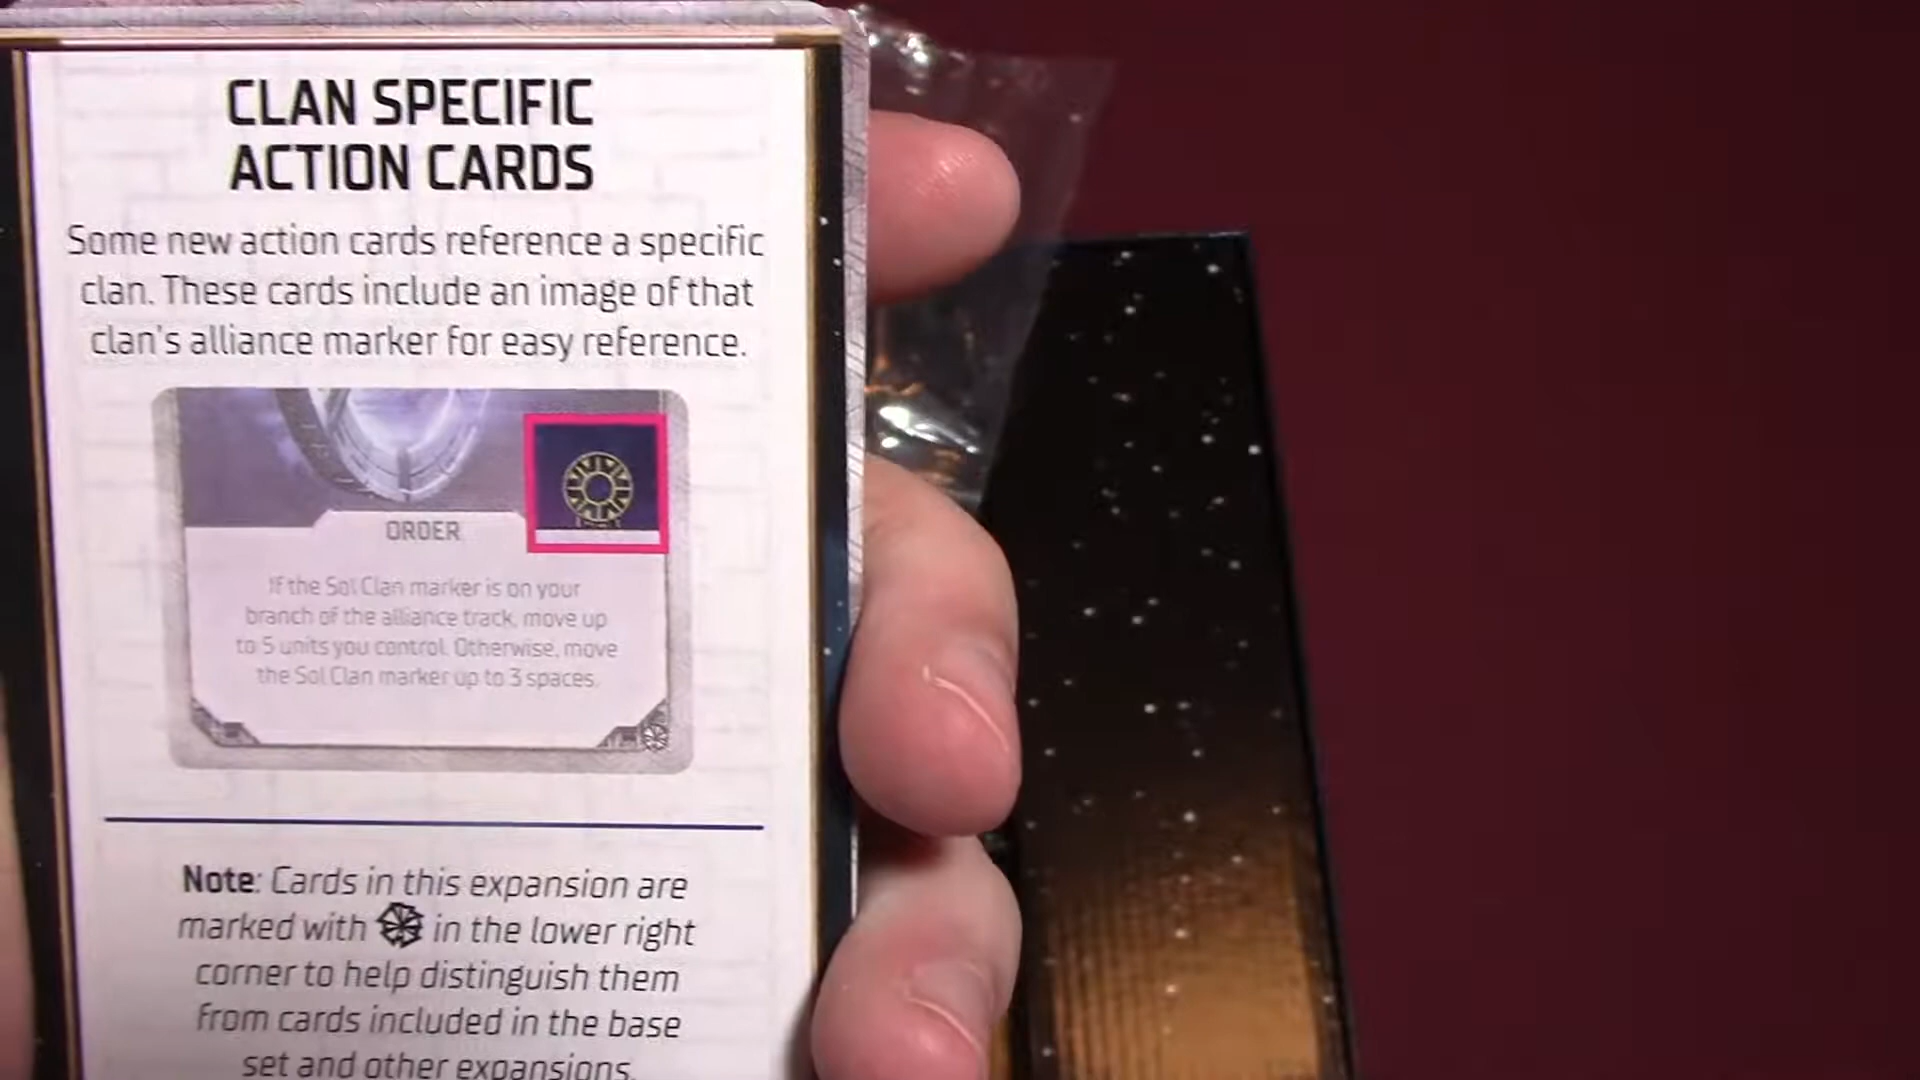 CLAN SPECIFIC
ACTION CARDS
Some new action cards reference a specific
clan. These cards include an image of that
clan's alliance marker for easy reference.
ORDER
If the Sol Clan marker is on your
branch of the alliance track, move up
to 5 units you control. Otherwise, move
the Sol Clan marker up to 3 spaces.
Note: Cards in this expansion are
marked with in the lower right
corner to help distinguish them
from cards included in the base
set and other expansions.